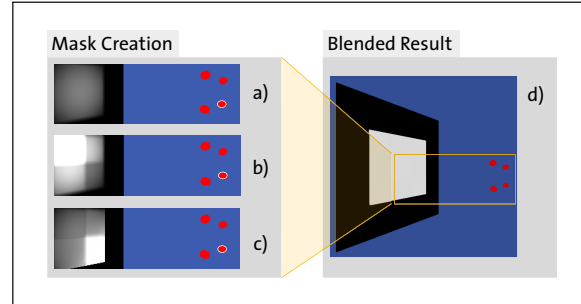 Mask Creation
a)
b)
c)
Blended Result
d)